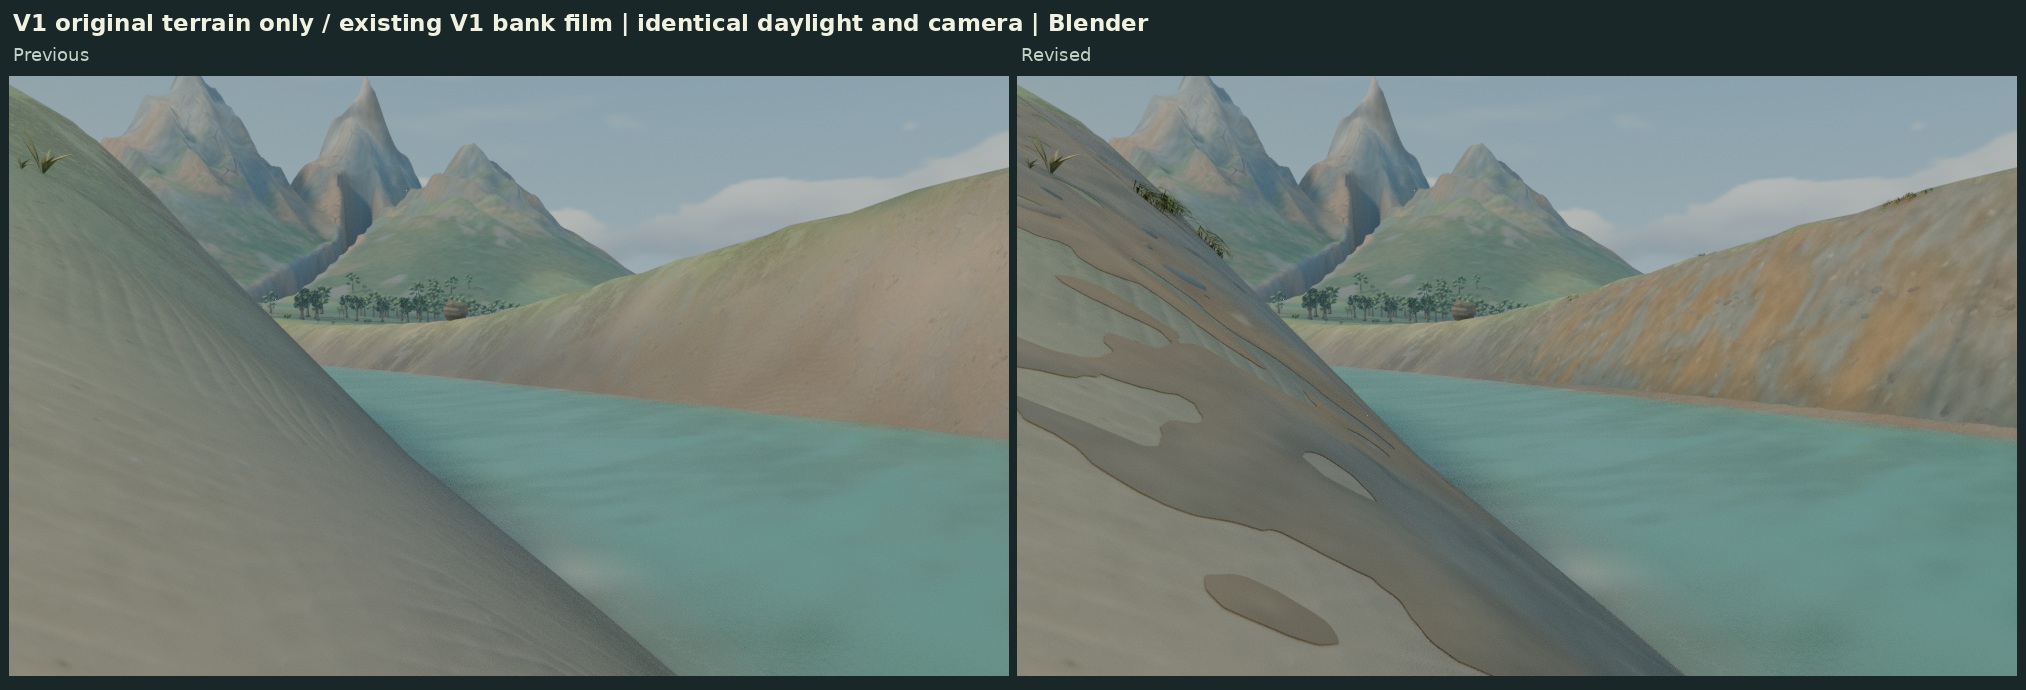 V1 original terrain only / existing V1 bank film | identical daylight and camera | Blender
Previous
Revised